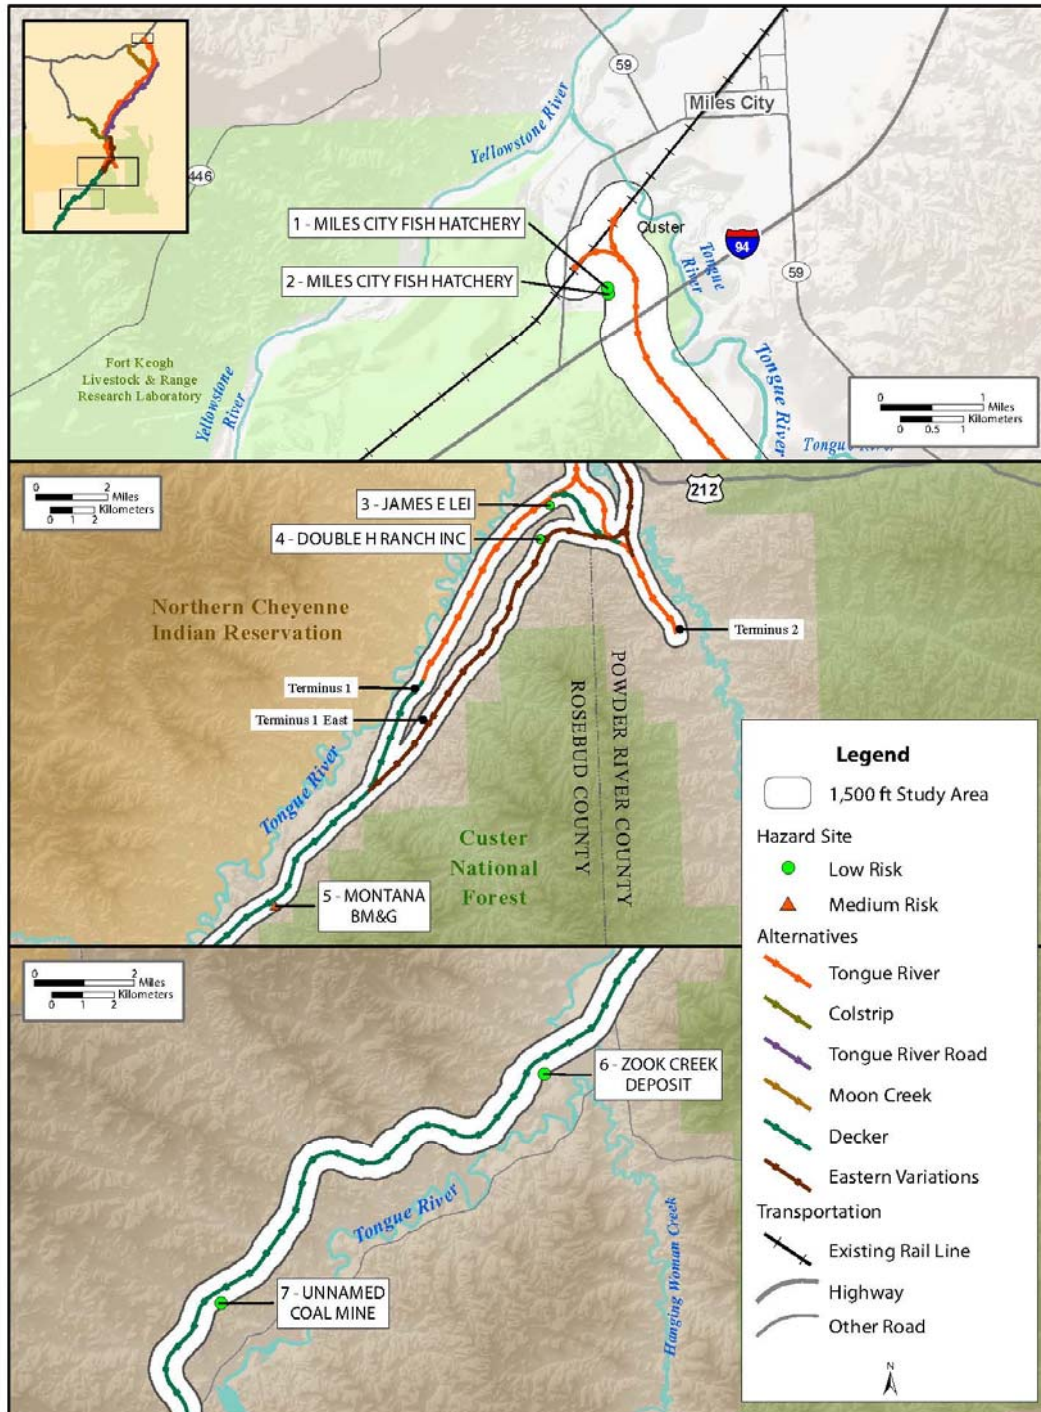 59
Miles City
Yellowstone River
446
1 - MILES CITY FISH HATCHERY
Custer
94
2 - MILES CITY FISH HATCHERY
Tongue
River
59
Fort Keogh
Livestock & Range
Research Laboratory
Yellowstone
River
Tongue River
0 1
Miles
Kilometers
0 0.5 1
Tongue River
0 2
Miles
Kilometers
0 1 2
3 - JAMES E LEI
212
4 - DOUBLE H RANCH INC
Northern Cheyenne
Indian Reservation
Terminus 2
Terminus 1
Terminus 1 East
POWDER RIVER COUNTY
ROSEBUD COUNTY
Tongue River
Custer
National
Forest
5 - MONTANA
BM&G
0 2
Miles
Kilometers
0 1 2
6 - ZOOK CREEK
DEPOSIT
Tongue River
Hanging Woman Creek
7 - UNNAMED
COAL MINE
Legend
1,500 ft Study Area
Hazard Site
Low Risk
Medium Risk
Alternatives
Tongue River
Colstrip
Tongue River Road
Moon Creek
Decker
Eastern Variations
Transportation
Existing Rail Line
Highway
Other Road
N